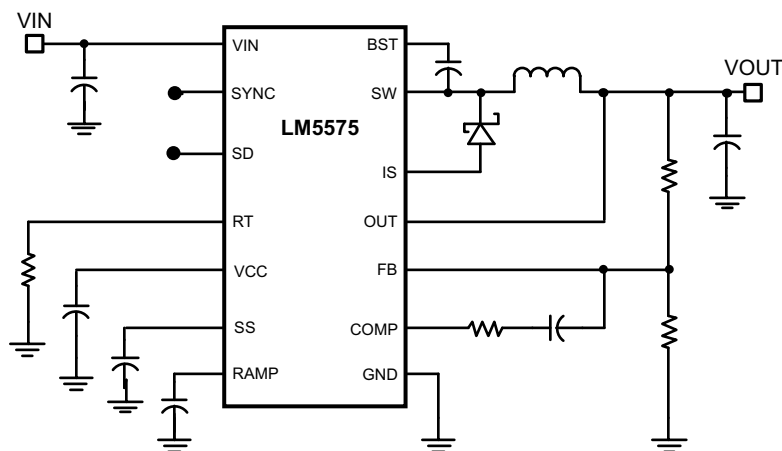 VIN
VIN
SYNC
SD
RT
VCC
SS
RAMP
LM5575
BST
SW
IS
OUT
FB
COMP
GND
VOUT